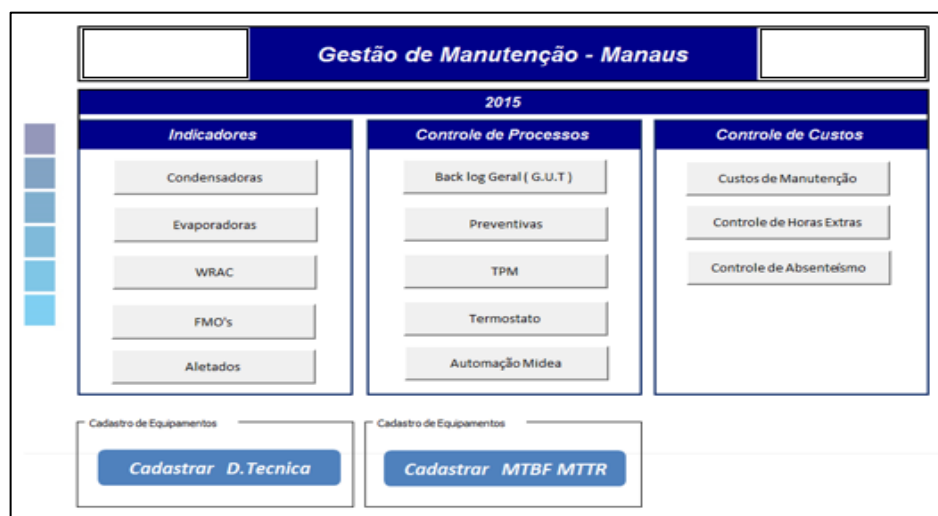 Gestão de Manutenção - Manaus
2015
Indicadores
Condensadoras
Evaporadoras
WRAC
FMO's
Aletados
Controle de Processos
Back log Geral ( G.U.T )
Preventivas
TPM
Termostato
Automação Midea
Controle de Custos
Custos de Manutenção
Controle de Horas Extras
Controle de Absenteísmo
Cadastro de Equipamentos
Cadastrar D.Tecnica
Cadastro de Equipamentos
Cadastrar MTBF MTTR